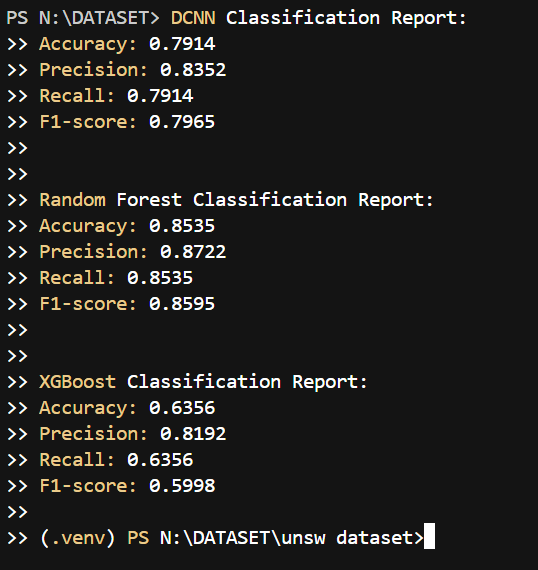 PS N:\DATASET> DCNN Classification Report:
>> Accuracy: 0.7914
>> Precision: 0.8352
>> Recall: 0.7914
>> F1-score: 0.7965
>>
>>
>> Random Forest Classification Report:
>> Accuracy: 0.8535
>> Precision: 0.8722
>> Recall: 0.8535
>> F1-score: 0.8595
>>
>>
>> XGBoost Classification Report:
>> Accuracy: 0.6356
>> Precision: 0.8192
>> Recall: 0.6356
>> F1-score: 0.5998
>>
>> (.venv) PS N:\DATASET\unsw dataset>